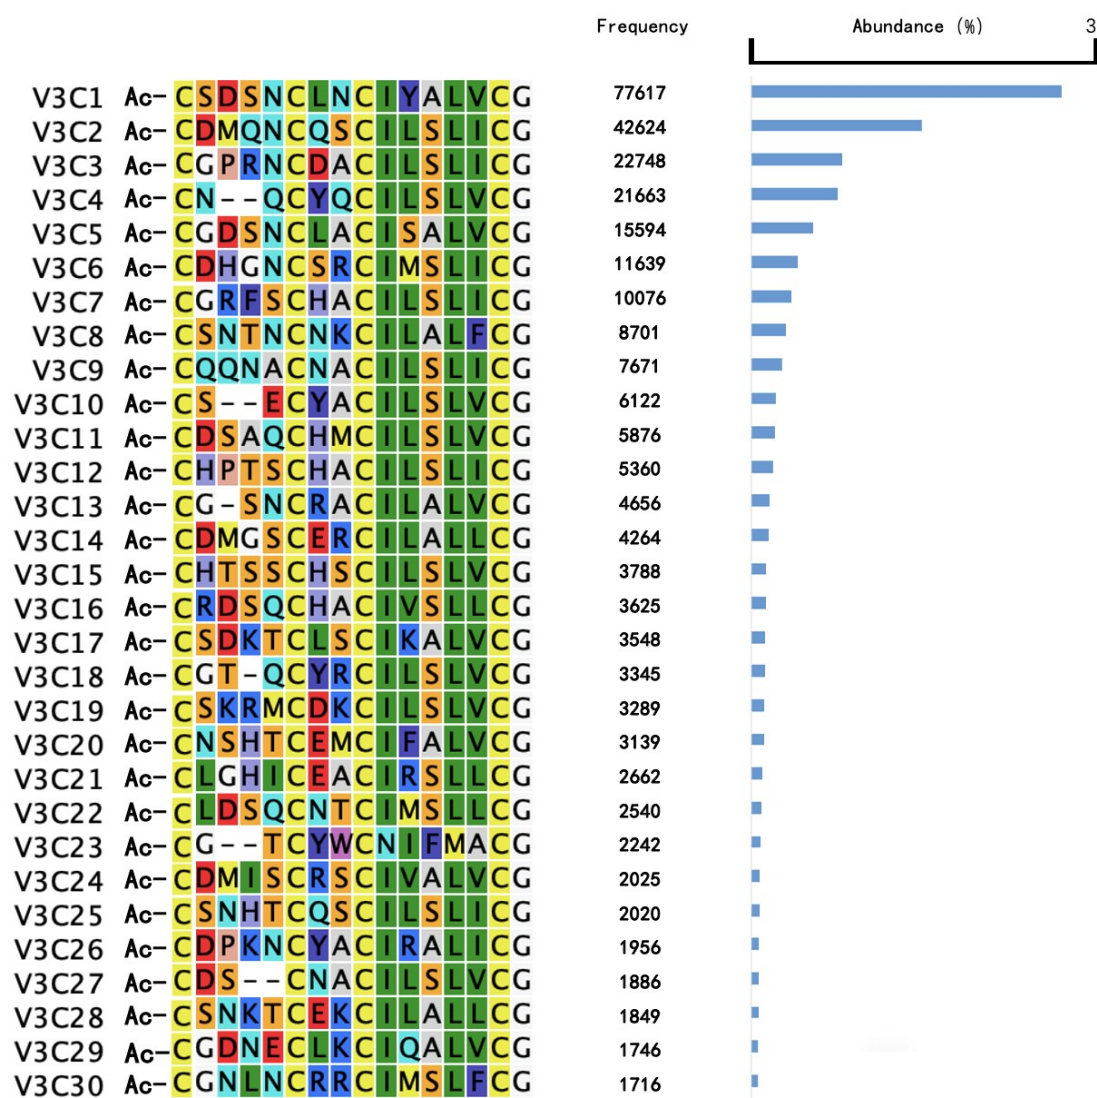 Frequency Abundance (%) 3
V3C1 Ac-CSDSNCLNCIYALVCG 77617
V3C2 Ac-CDMQNCQSCILSLICG 42624
V3C3 Ac-CGPRNCDACILSLICG 22748
V3C4 Ac-CN--QCYQCILSLVCG 21663
V3C5 Ac-CGDSNCLACISALVCG 15594
V3C6 Ac-CDHGNCSRCIMSLICG 11639
V3C7 Ac-CGRFSCHACILSLICG 10076
V3C8 Ac-CSNTNCNKCILALFCG 8701
V3C9 Ac-CQQNACNACILSLICG 7671
V3C10 Ac-CS--ECYACILSLVCG 6122
V3C11 Ac-CDSAQCHMCILSLVCG 5876
V3C12 Ac-CHPTSCHACILSLICG 5360
V3C13 Ac-CG-SNCRACILALVCG 4656
V3C14 Ac-CDMGSCERCILALLCG 4264
V3C15 Ac-CHTSSCHSCILSLVCG 3788
V3C16 Ac-CRDSQCHACIVSLLCG 3625
V3C17 Ac-CSDKTCLSCIKALVCG 3548
V3C18 Ac-CGT-QCYRCILSLVCG 3345
V3C19 Ac-CSKRMCDKCILSLVCG 3289
V3C20 Ac-CNSHTCEMCIFALVCG 3139
V3C21 Ac-CLGHICEACIRSLLCG 2662
V3C22 Ac-CLDSQCNTCIMSLLCG 2540
V3C23 Ac-CG--TCYWCNIFMACG 2242
V3C24 Ac-CDMISCRSCIVALVCG 2025
V3C25 Ac-CSNHTCQSCILSLICG 2020
V3C26 Ac-CDPKNCYACIRALICG 1956
V3C27 Ac-CDS--CNACILSLVCG 1886
V3C28 Ac-CSNKTCEKCILALLCG 1849
V3C29 Ac-CGDNECLKCIQALVCG 1746
V3C30 Ac-CGNLNCRRCIMSLFCG 1716